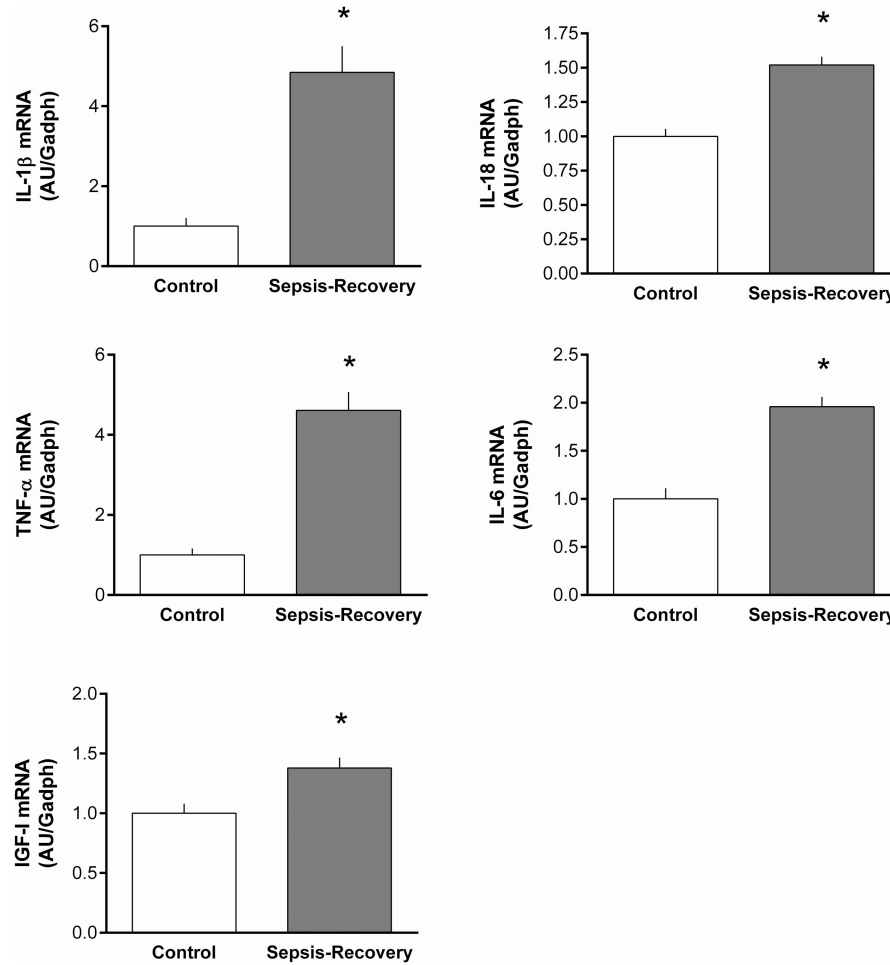 *
6
4
2
0
IL-1β mRNA
(AU/Gadph)
Control Sepsis-Recovery
*
1.75
1.50
1.25
1.00
0.75
0.50
0.25
0.00
IL-18 mRNA
(AU/Gadph)
Control Sepsis-Recovery
*
6
4
2
0
TNF-α mRNA
(AU/Gadph)
Control Sepsis-Recovery
*
2.5
2.0
1.5
1.0
0.5
0.0
IL-6 mRNA
(AU/Gadph)
Control Sepsis-Recovery
*
2.0
1.5
1.0
0.5
0.0
IGF-I mRNA
(AU/Gadph)
Control Sepsis-Recovery